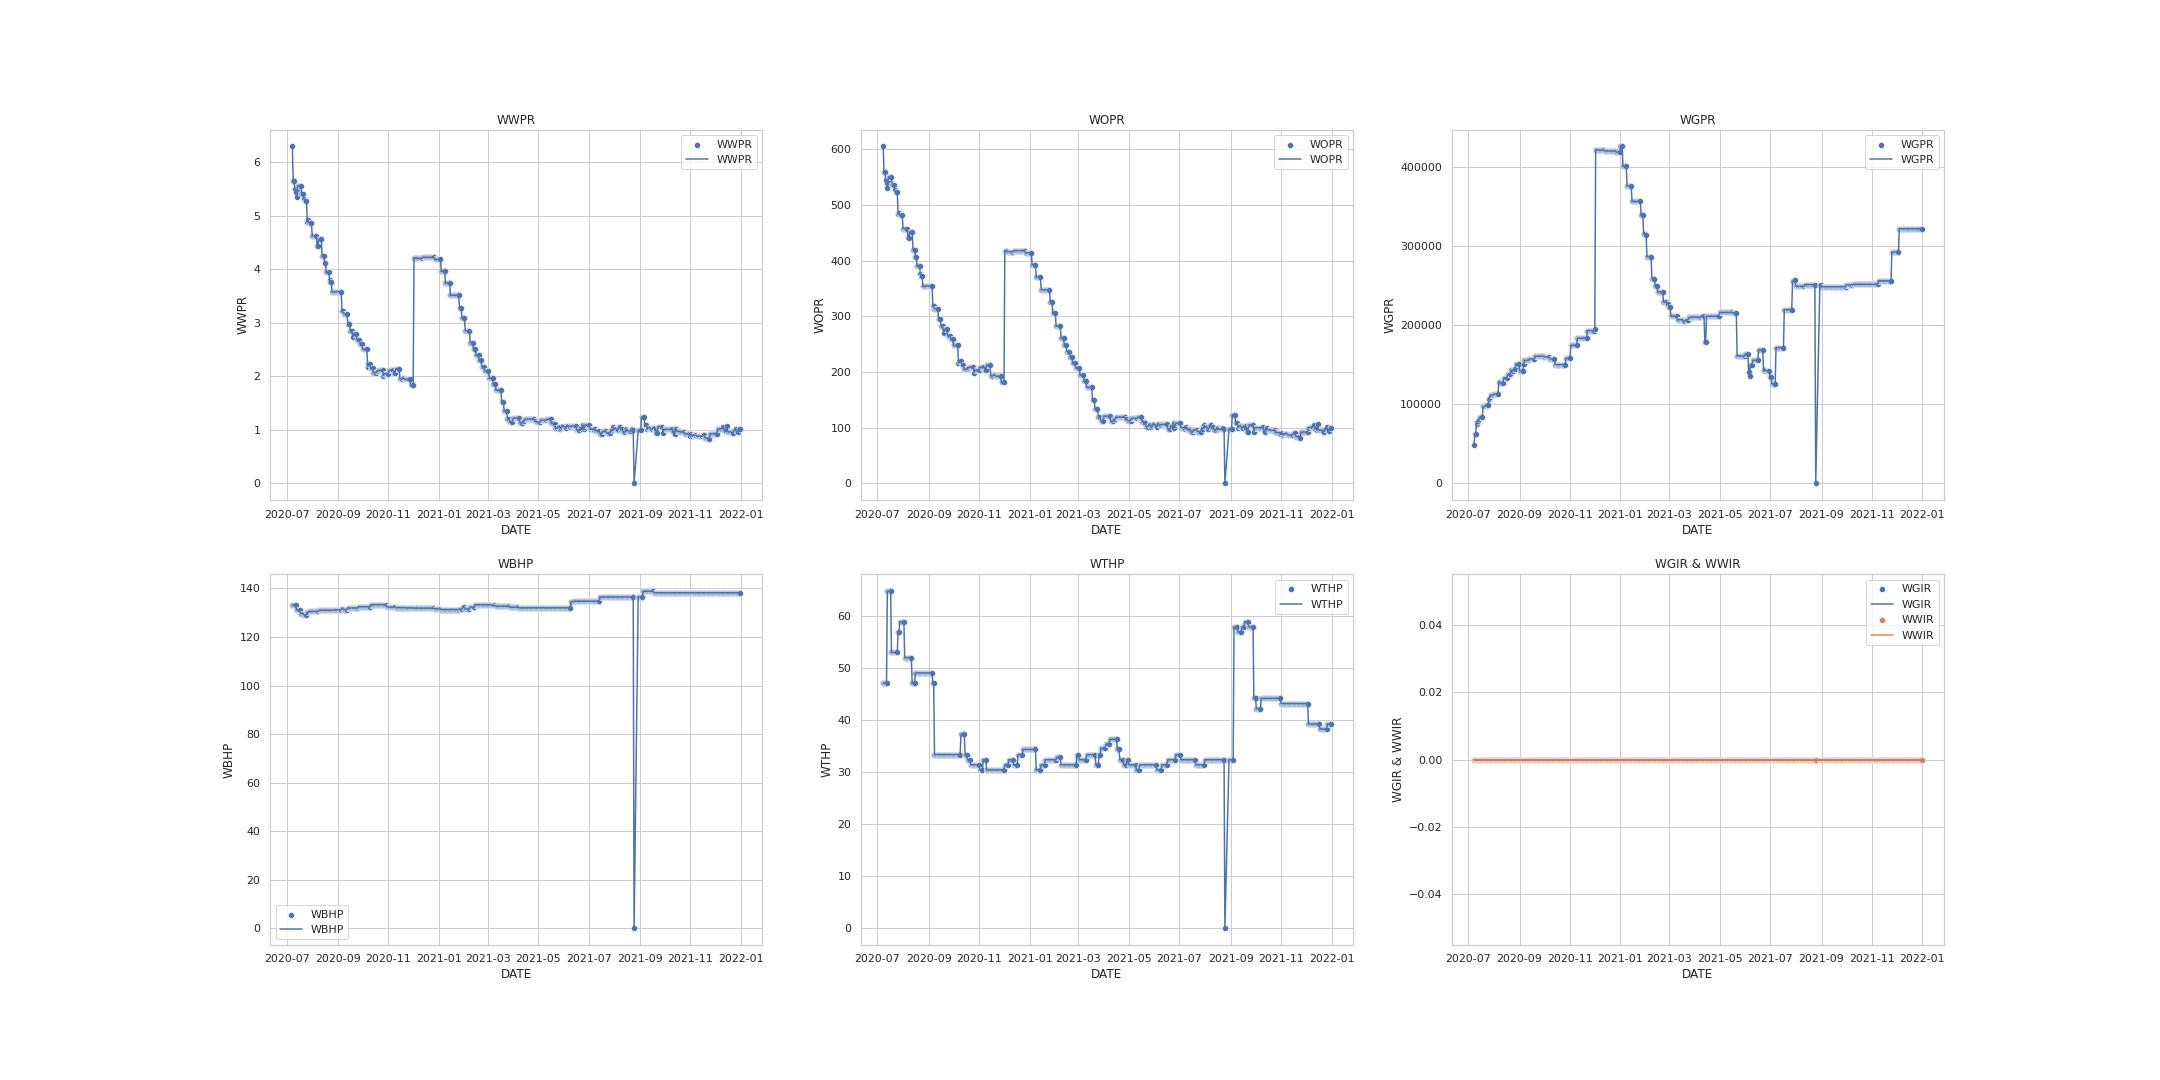 WWPR
WWPR
WWPR
6
5
4
3
2
1
0
WWPR
2020-07 2020-09 2020-11 2021-01 2021-03 2021-05 2021-07 2021-09 2021-11 2022-01
DATE
WOPR
WOPR
WOPR
600
500
400
300
200
100
0
WOPR
2020-07 2020-09 2020-11 2021-01 2021-03 2021-05 2021-07 2021-09 2021-11 2022-01
DATE
WGPR
WGPR
WGPR
400000
300000
200000
100000
0
WGPR
2020-07 2020-09 2020-11 2021-01 2021-03 2021-05 2021-07 2021-09 2021-11 2022-01
DATE
WBHP
140
120
100
80
60
40
20
0
WBHP
WBHP
WBHP
2020-07 2020-09 2020-11 2021-01 2021-03 2021-05 2021-07 2021-09 2021-11 2022-01
DATE
WTHP
WTHP
WTHP
60
50
40
30
20
10
0
WTHP
2020-07 2020-09 2020-11 2021-01 2021-03 2021-05 2021-07 2021-09 2021-11 2022-01
DATE
WGIR & WWIR
WGIR
WGIR
WWIR
WWIR
0.04
0.02
0.00
−0.02
−0.04
WGIR & WWIR
2020-07 2020-09 2020-11 2021-01 2021-03 2021-05 2021-07 2021-09 2021-11 2022-01
DATE